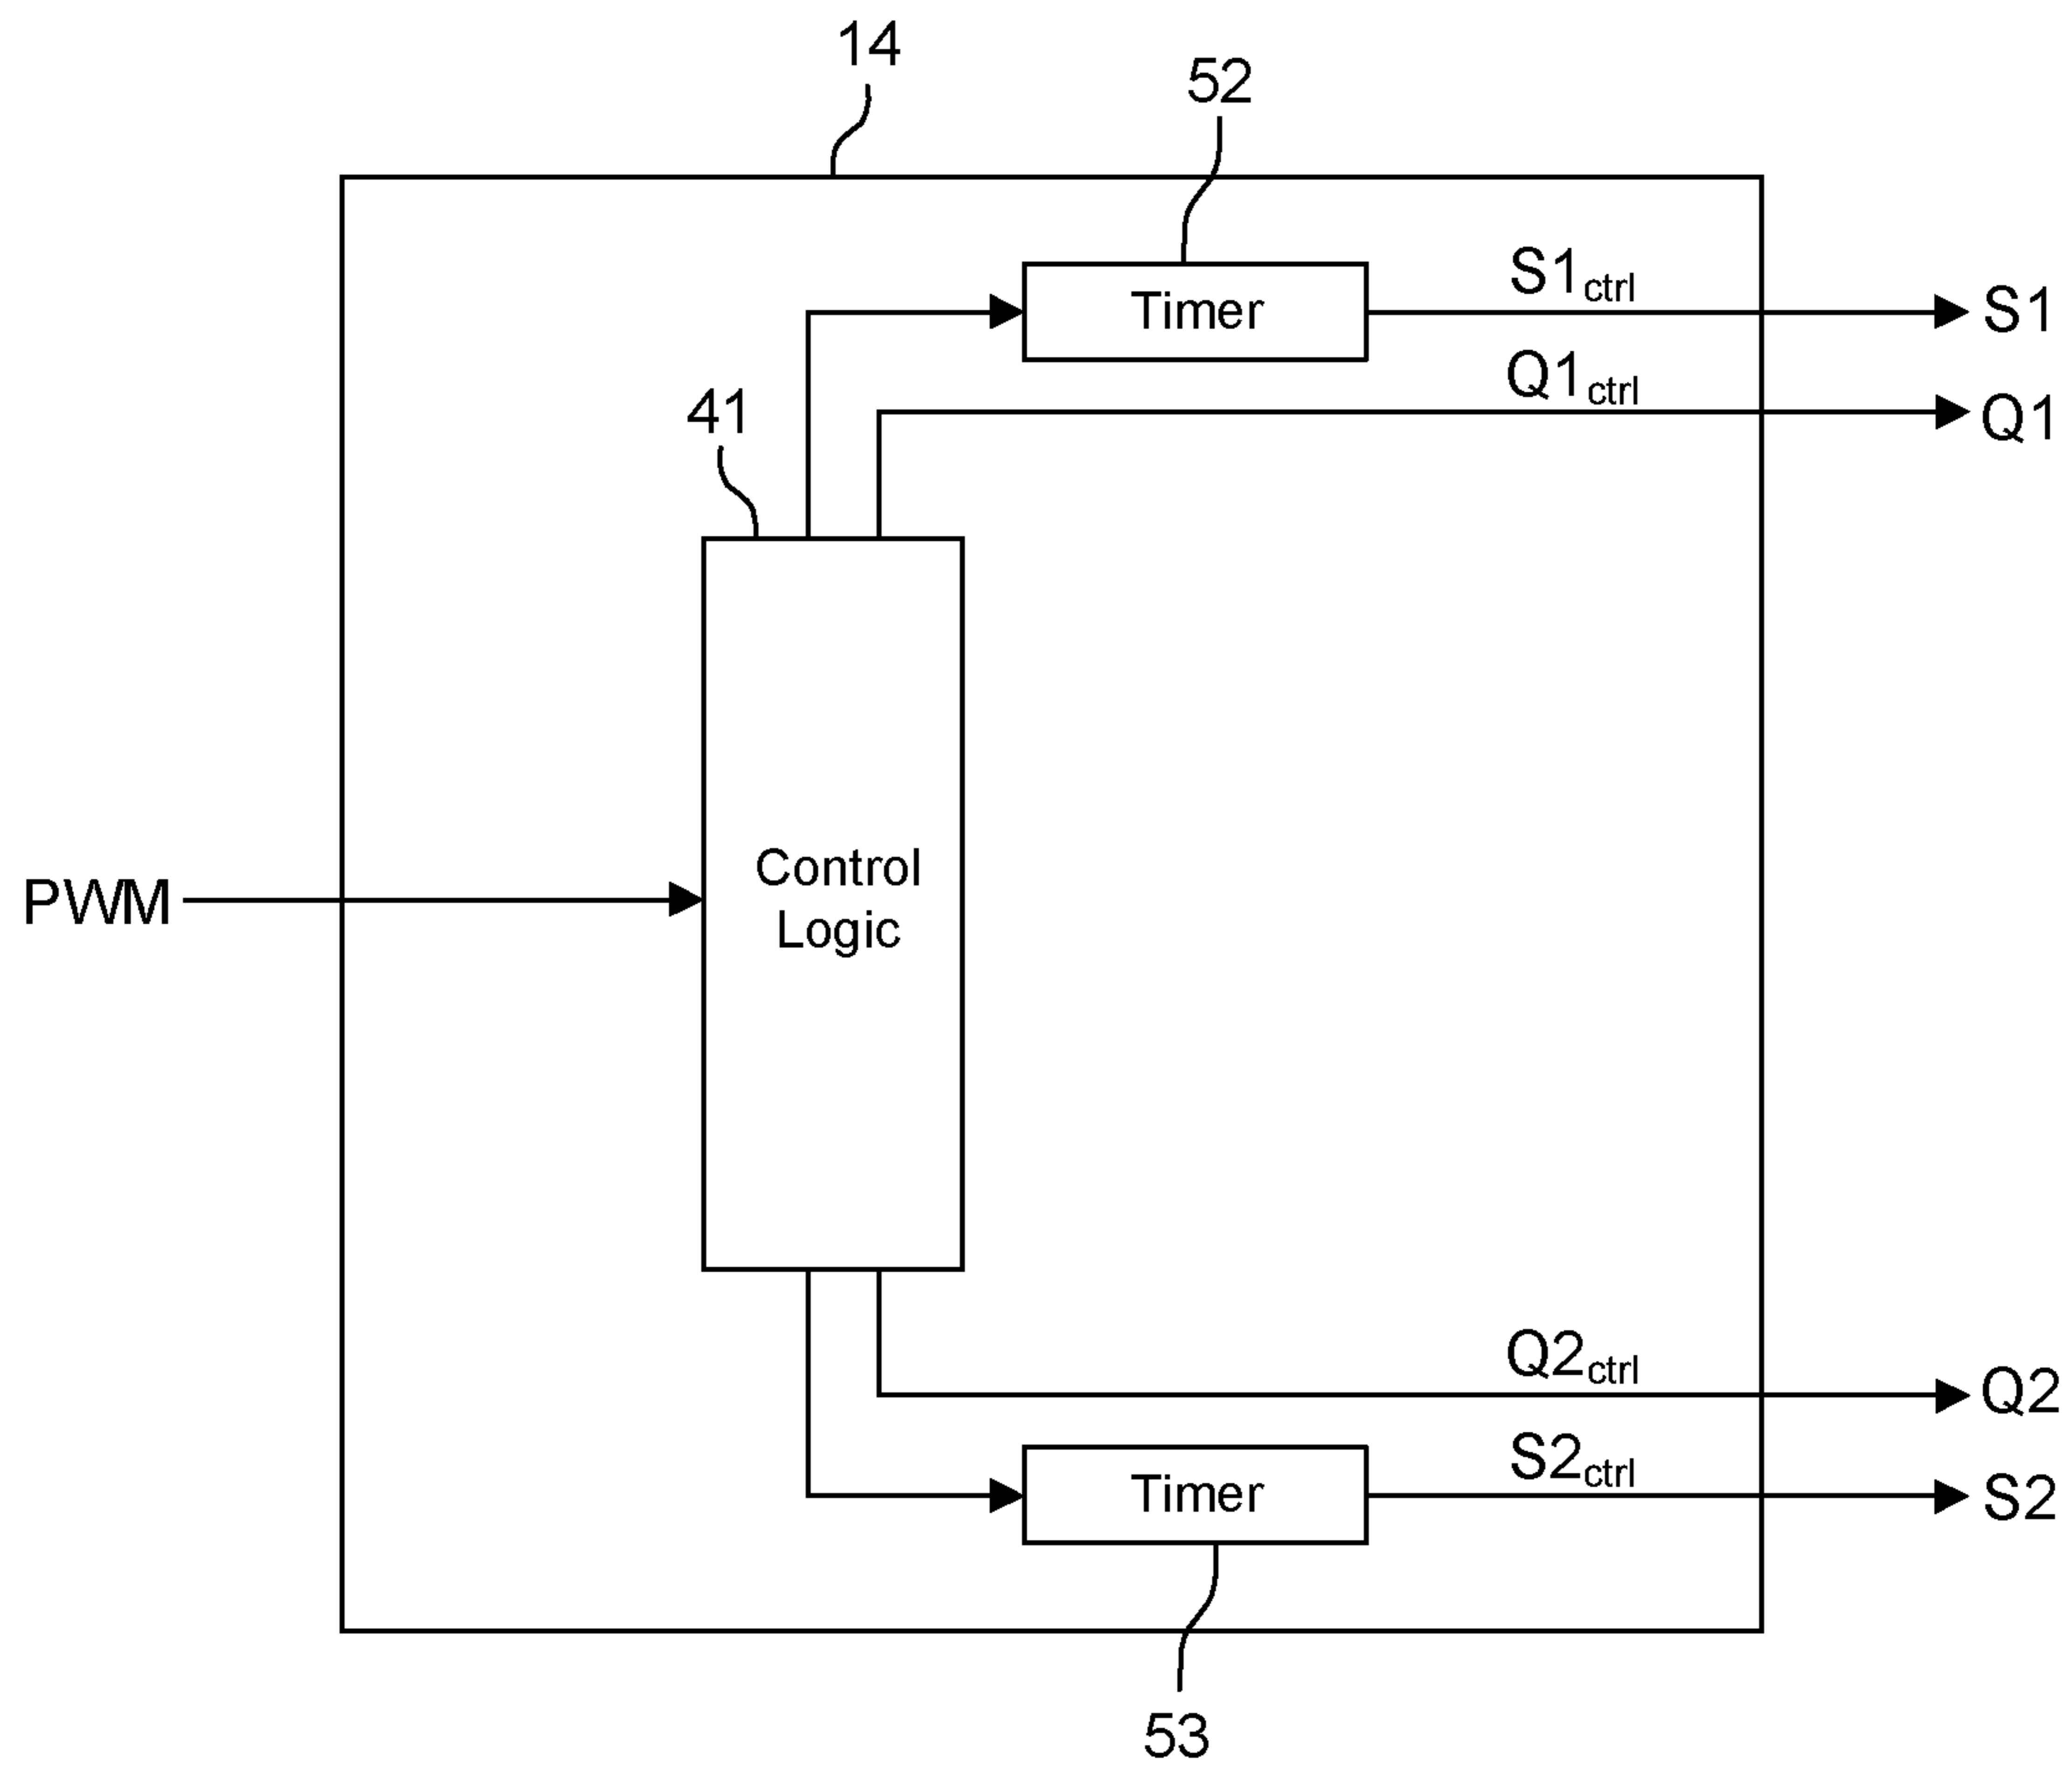 14
52
Timer
S1ctrl
S1
Q1ctrl
Q1
41
Control
Logic
PWM
Q2ctrl
Q2
Timer
S2ctrl
S2
53